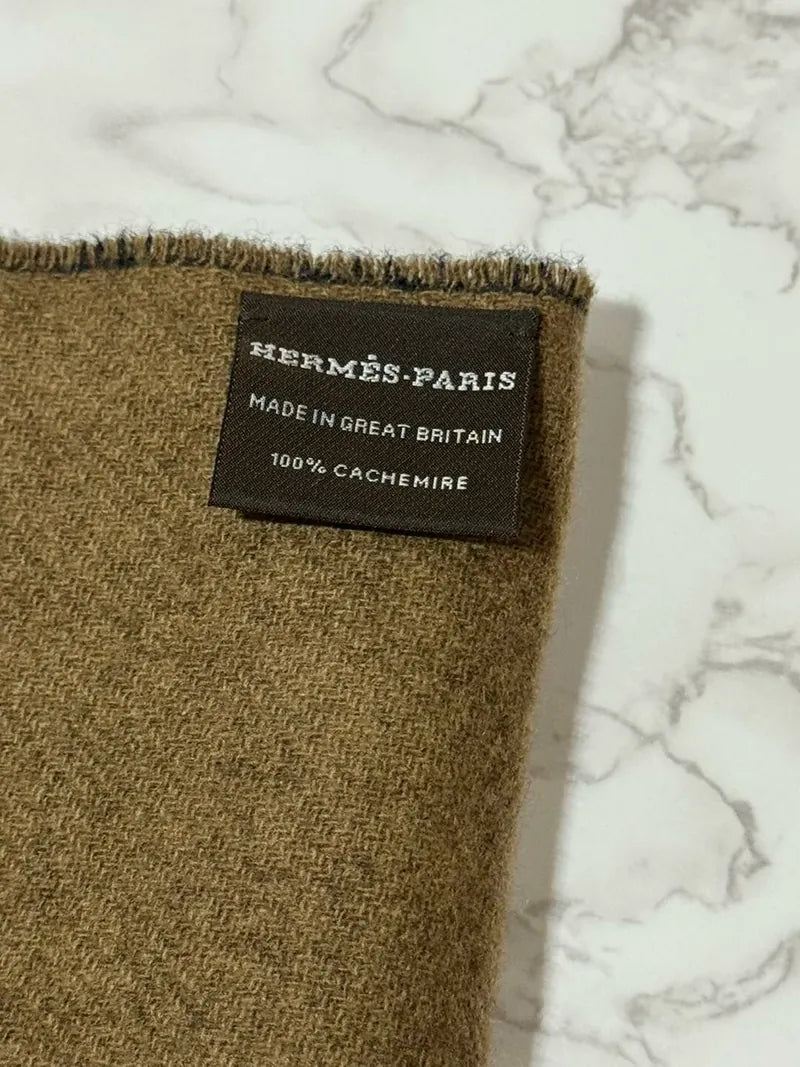 HERMÈS-PARIS
MADE IN GREAT BRITAIN
100% CACHEMIRE